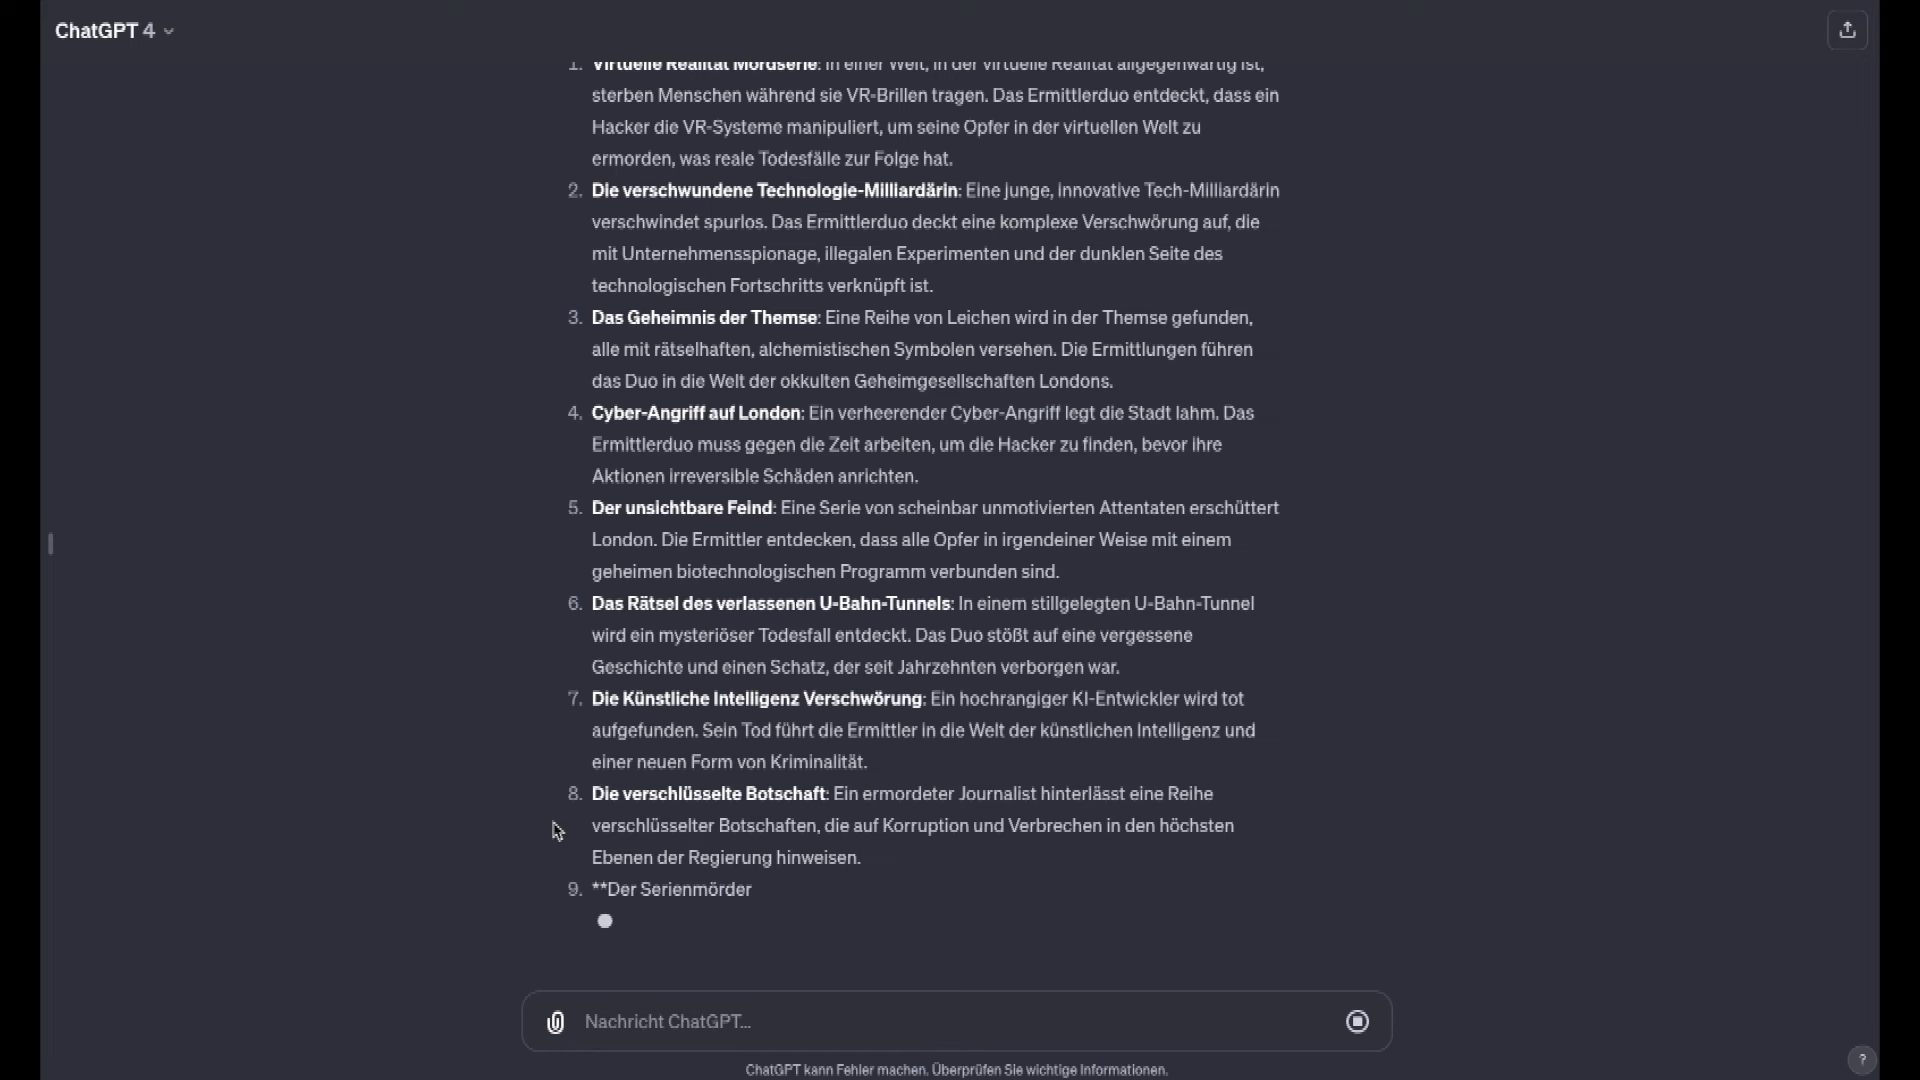 ChatGPT 4
1. Virtuelle Realität Mordserie: In einer Welt, in der virtuelle Realität allgegenwärtig ist,
sterben Menschen während sie VR-Brillen tragen. Das Ermittlerduo entdeckt, dass ein
Hacker die VR-Systeme manipuliert, um seine Opfer in der virtuellen Welt zu
ermorden, was reale Todesfälle zur Folge hat.
2. Die verschwundene Technologie-Milliardärin: Eine junge, innovative Tech-Milliardärin
verschwindet spurlos. Das Ermittlerduo deckt eine komplexe Verschwörung auf, die
mit Unternehmensspionage, illegalen Experimenten und der dunklen Seite des
technologischen Fortschritts verknüpft ist.
3. Das Geheimnis der Themse: Eine Reihe von Leichen wird in der Themse gefunden,
alle mit rätselhaften, alchemistischen Symbolen versehen. Die Ermittlungen führen
das Duo in die Welt der okkulten Geheimgesellschaften Londons.
4. Cyber-Angriff auf London: Ein verheerender Cyber-Angriff legt die Stadt lahm. Das
Ermittlerduo muss gegen die Zeit arbeiten, um die Hacker zu finden, bevor ihre
Aktionen irreversible Schäden anrichten.
5. Der unsichtbare Feind: Eine Serie von scheinbar unmotivierten Attentaten erschüttert
London. Die Ermittler entdecken, dass alle Opfer in irgendeiner Weise mit einem
geheimen biotechnologischen Programm verbunden sind.
6. Das Rätsel des verlassenen U-Bahn-Tunnels: In einem stillgelegten U-Bahn-Tunnel
wird ein mysteriöser Todesfall entdeckt. Das Duo stößt auf eine vergessene
Geschichte und einen Schatz, der seit Jahrzehnten verborgen war.
7. Die Künstliche Intelligenz Verschwörung: Ein hochrangiger KI-Entwickler wird tot
aufgefunden. Sein Tod führt die Ermittler in die Welt der künstlichen Intelligenz und
einer neuen Form von Kriminalität.
8. Die verschlüsselte Botschaft: Ein ermordeter Journalist hinterlässt eine Reihe
verschlüsselter Botschaften, die auf Korruption und Verbrechen in den höchsten
Ebenen der Regierung hinweisen.
9. **Der Serienmörder
Nachricht ChatGPT...
ChatGPT kann Fehler machen. Überprüfen Sie wichtige Informationen.
?